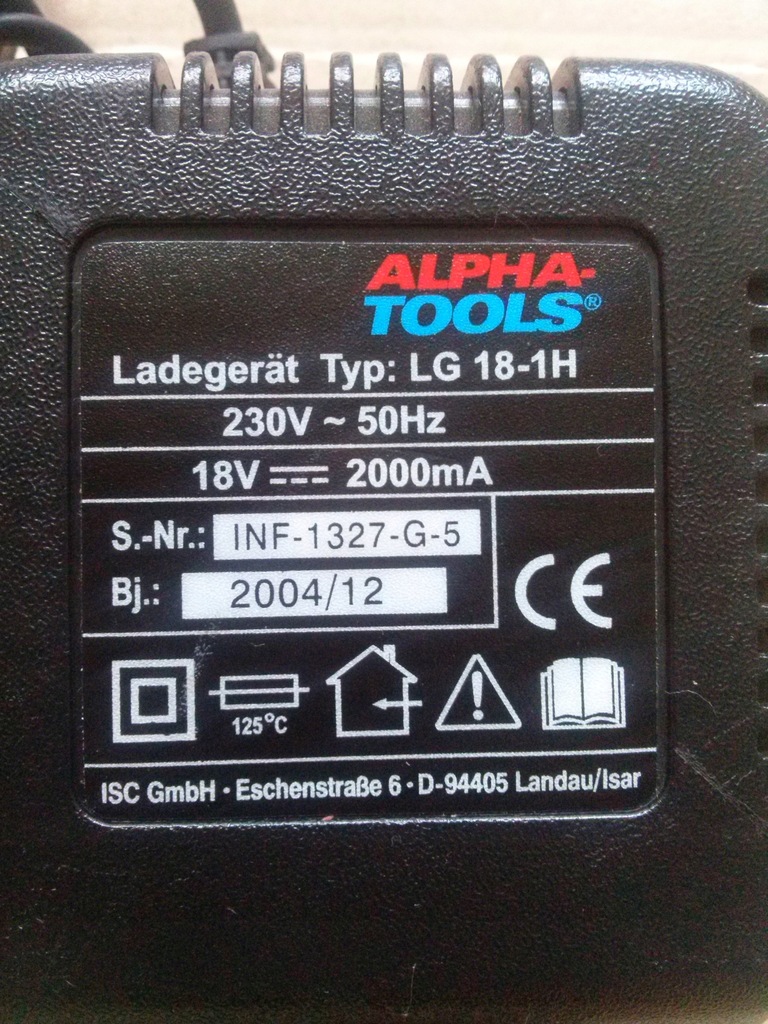 ALPHA-
TOOLS®
Ladegerät Typ: LG 18-1H
230V ~ 50Hz
18V ⎓ 2000mA
S.-Nr.: INF-1327-G-5
Bj.: 2004/12
CE
125°C
ISC GmbH · Eschenstraße 6 · D-94405 Landau/Isar